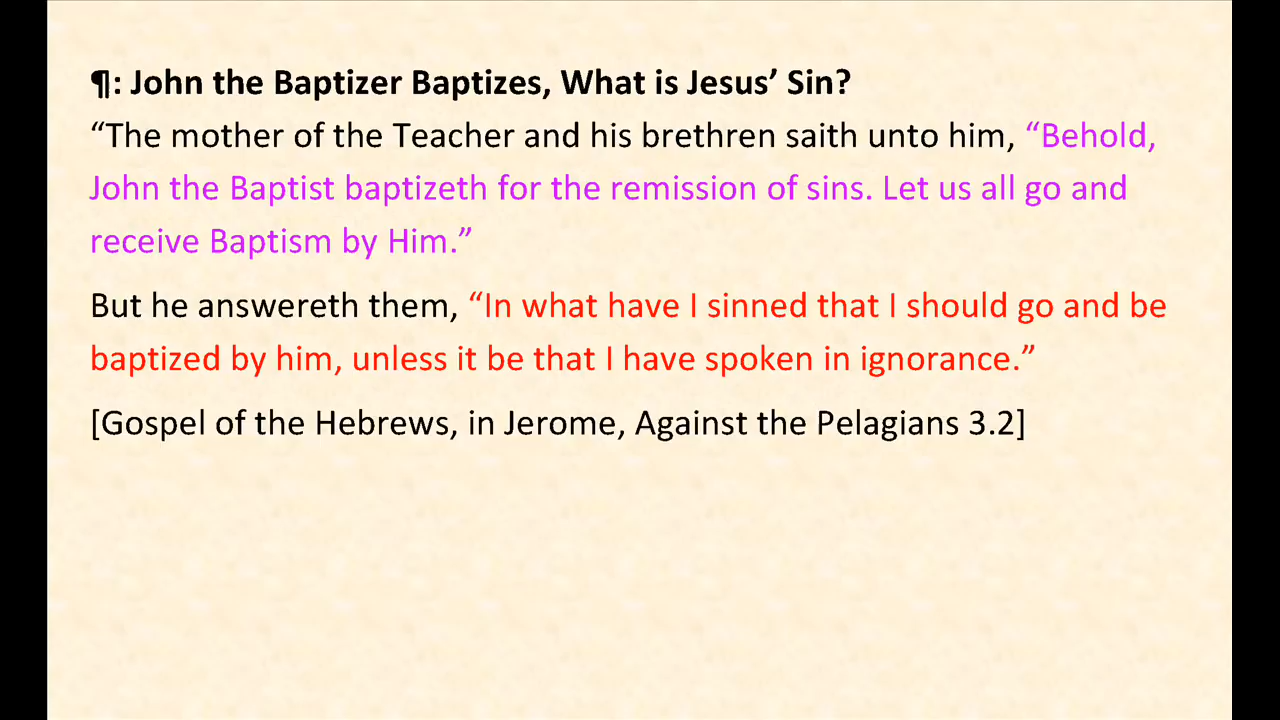 ¶: John the Baptizer Baptizes, What is Jesus’ Sin?
“The mother of the Teacher and his brethren saith unto him, “Behold,
John the Baptist baptizeth for the remission of sins. Let us all go and
receive Baptism by Him.”
But he answereth them, “In what have I sinned that I should go and be
baptized by him, unless it be that I have spoken in ignorance.”
[Gospel of the Hebrews, in Jerome, Against the Pelagians 3.2]